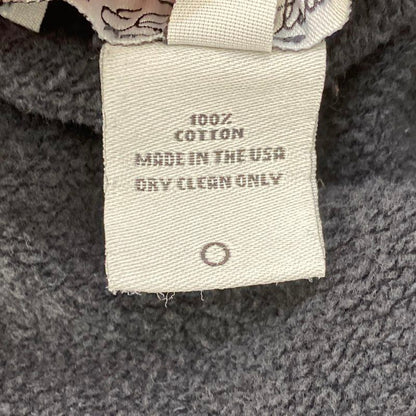 100%
COTTON
MADE IN THE USA
DRY CLEAN ONLY
O